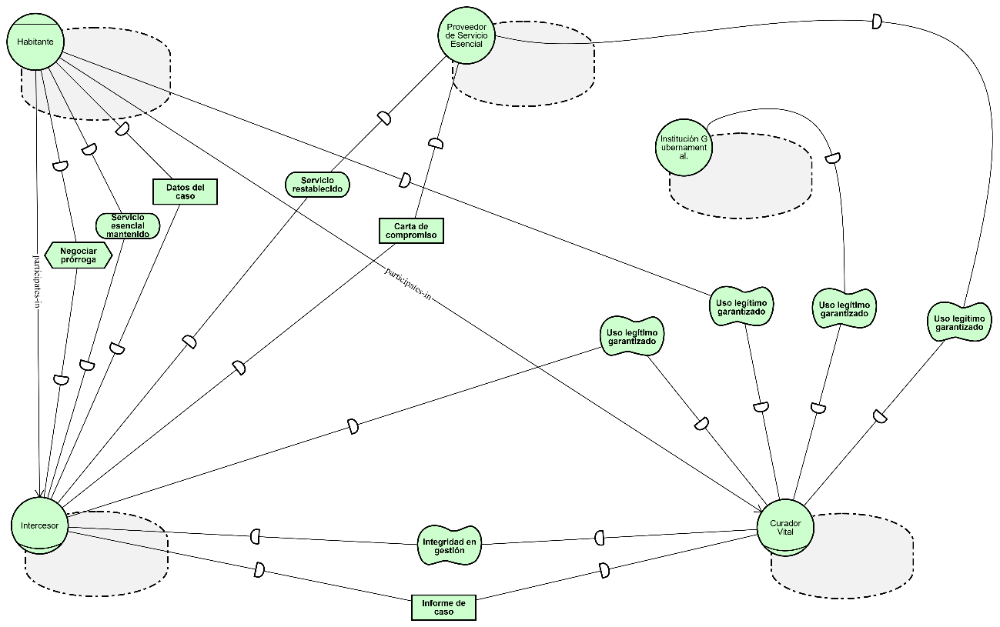 Habitante
Proveedor
de Servicio
Esencial
Institución G
ubernament
al.
Datos del
caso
Servicio
restablecido
Servicio
esencial
mantenido
Carta de
compromiso
Negociar
prórroga
participates-in
participates-in
Uso legítimo
garantizado
Uso legítimo
garantizado
Uso legítimo
garantizado
Uso legítimo
garantizado
Intercesor
Integridad en
gestión
Curador
Vital
Informe de
caso